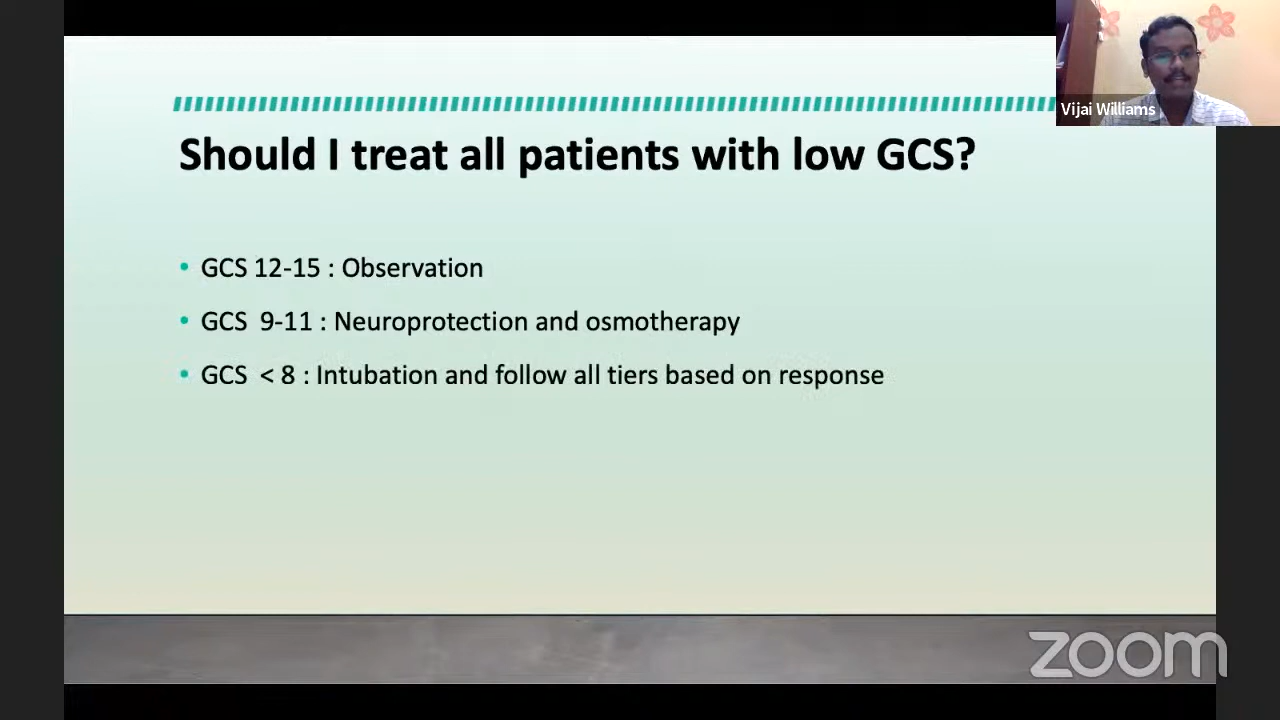 Vijai Williams
Should I treat all patients with low GCS?
• GCS 12-15 : Observation
• GCS  9-11 : Neuroprotection and osmotherapy
• GCS  < 8 : Intubation and follow all tiers based on response
zoom